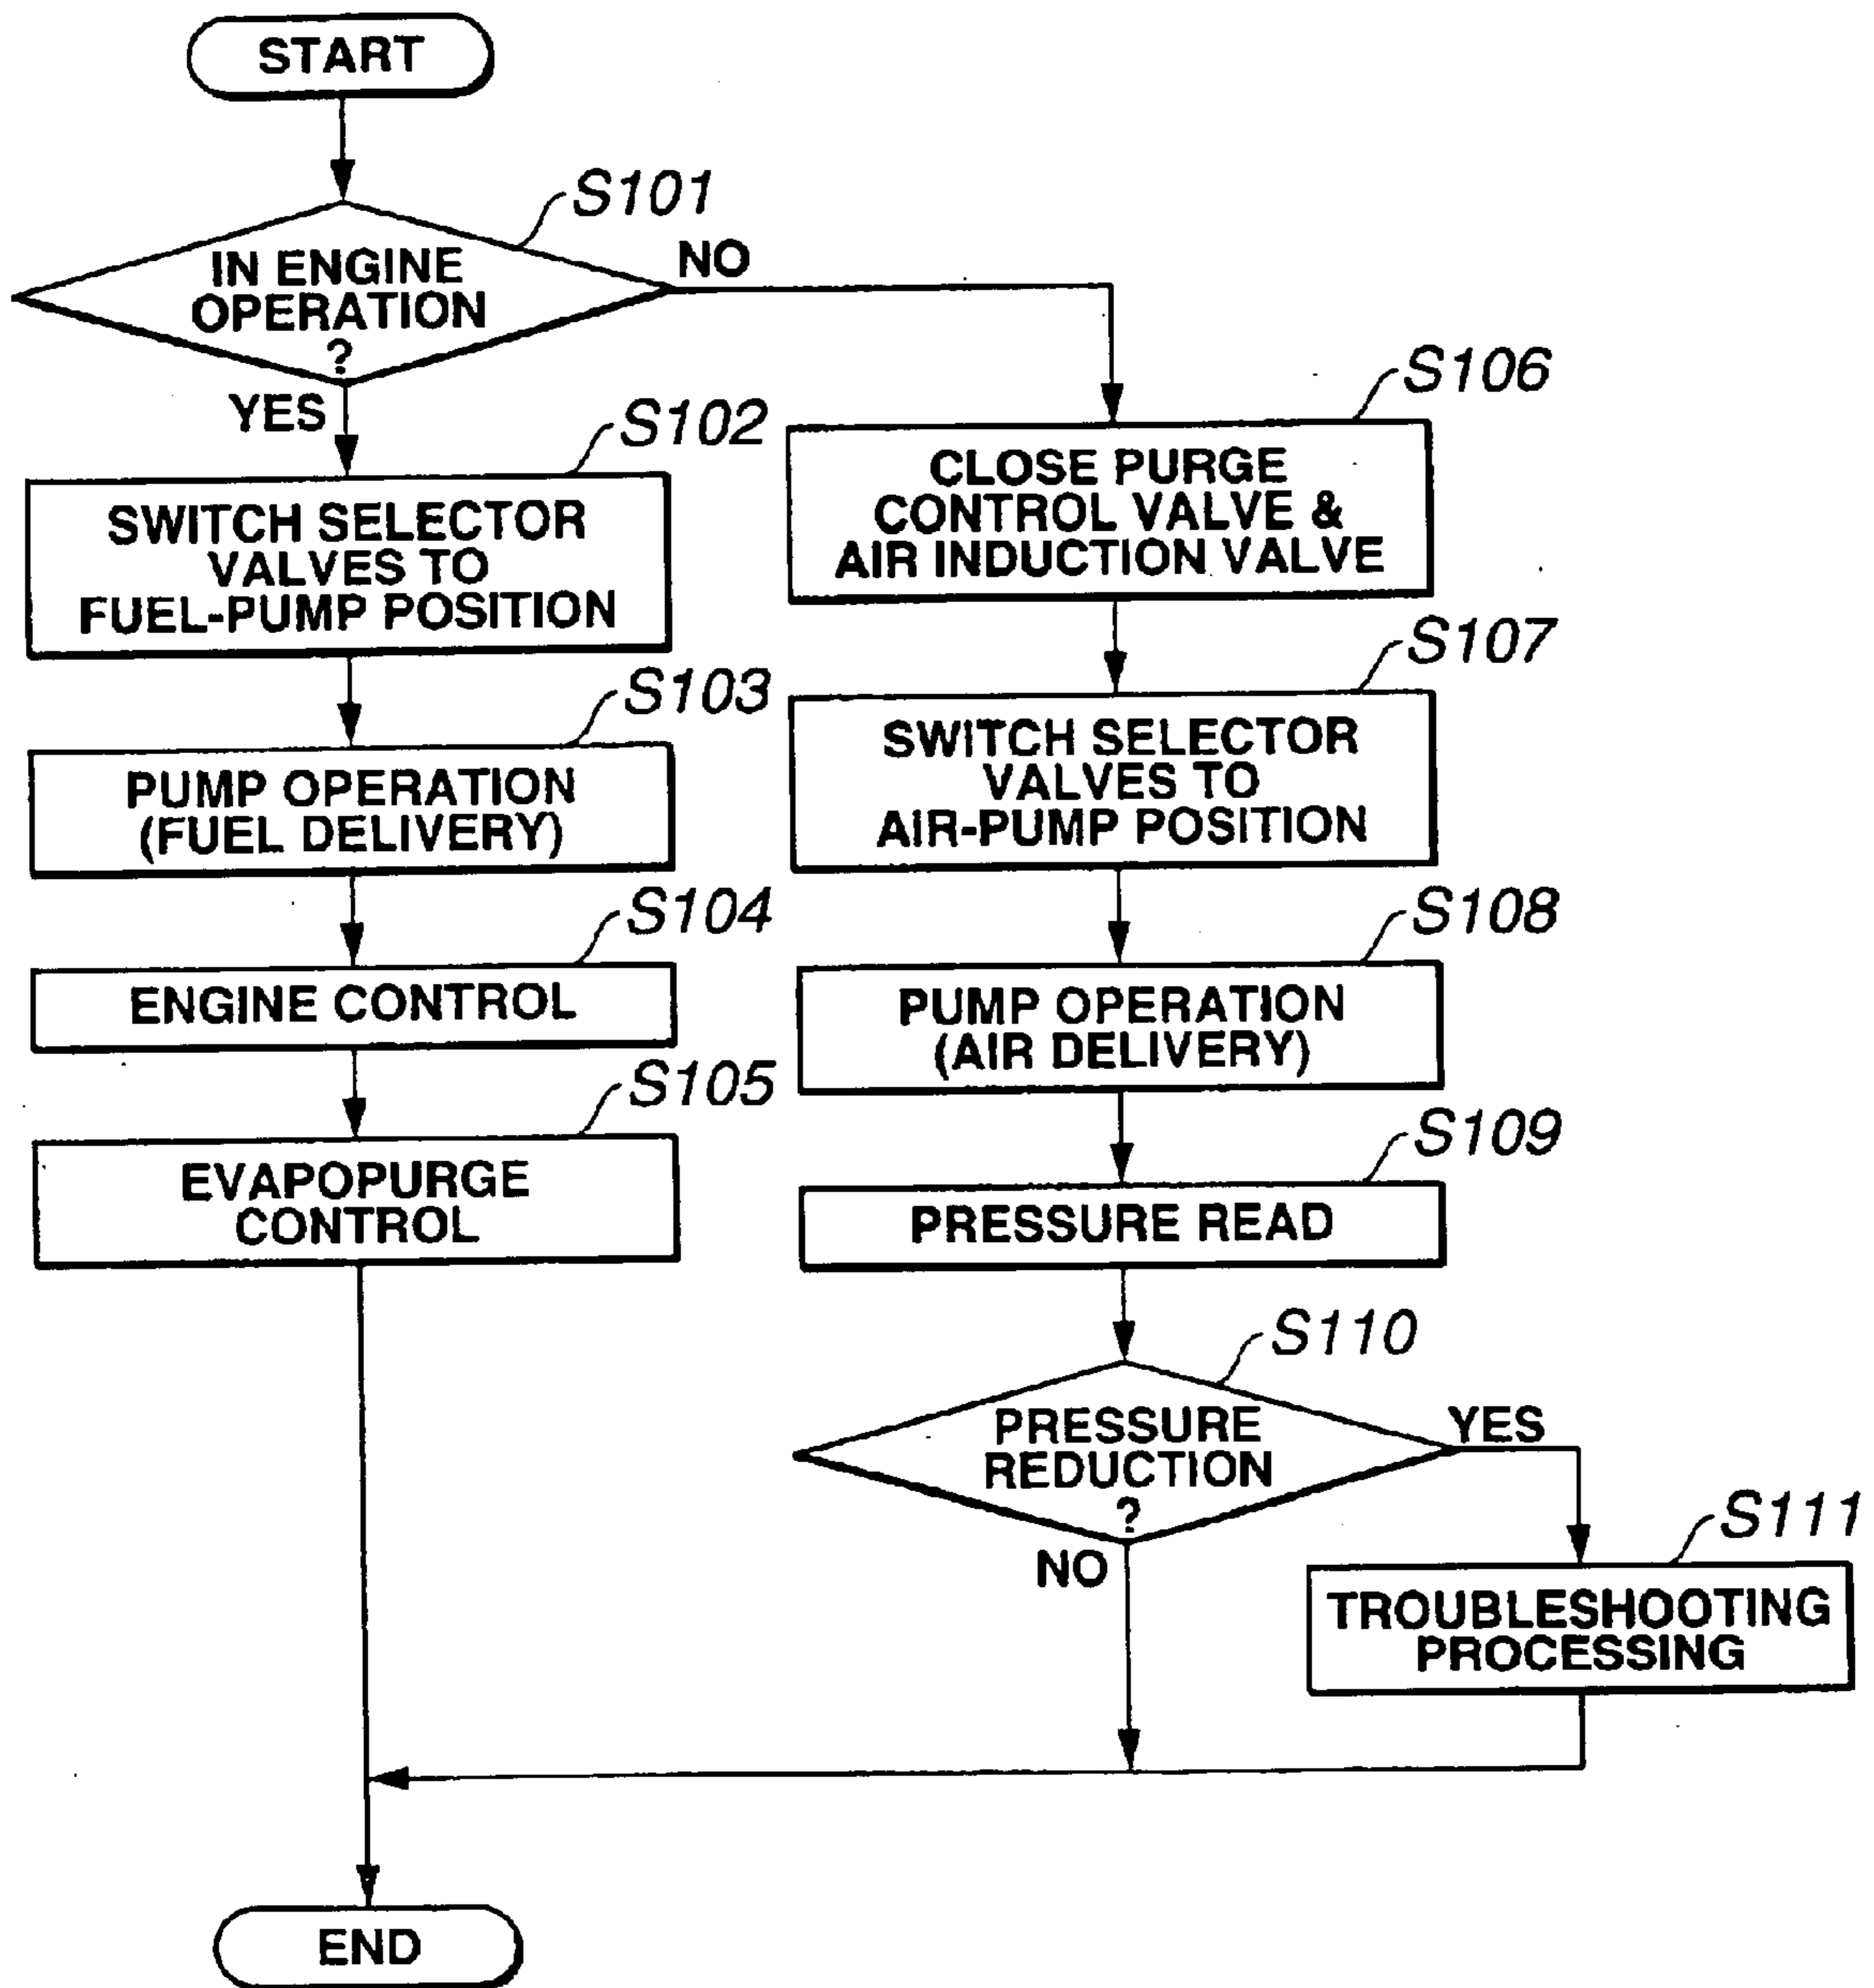 START
S101
IN ENGINE
OPERATION
?
NO
YES
S102
SWITCH SELECTOR
VALVES TO
FUEL-PUMP POSITION
S103
PUMP OPERATION
(FUEL DELIVERY)
S104
ENGINE CONTROL
S105
EVAPOPURGE
CONTROL
S106
CLOSE PURGE
CONTROL VALVE &
AIR INDUCTION VALVE
S107
SWITCH SELECTOR
VALVES TO
AIR-PUMP POSITION
S108
PUMP OPERATION
(AIR DELIVERY)
S109
PRESSURE READ
S110
PRESSURE
REDUCTION
?
YES
NO
S111
TROUBLESHOOTING
PROCESSING
END